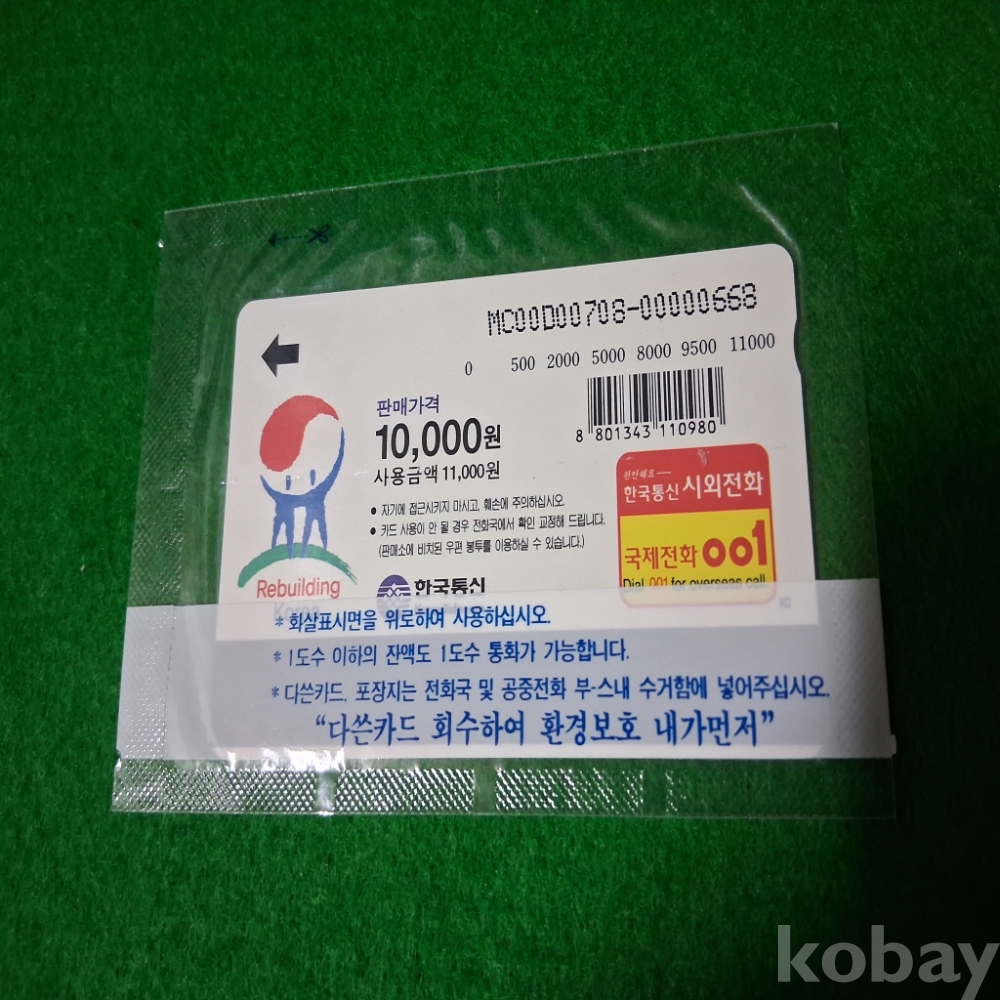 MC00D00708-00000668
0 500 2000 5000 8000 9500 11000
판매가격
10,000원
사용금액 11,000원
8 801343 110980
● 자기에 접근시키지 마시고, 훼손에 주의하십시오.
● 카드 사용이 안 될 경우 전화국에서 확인 교정해 드립니다.
(판매소에 비치된 우편 봉투를 이용하실 수 있습니다.)
한국통신
한국통신 시외전화
국제전화 001
Dial 001 for overseas call
KD
Rebuilding
Korea
* 화살표시면을 위로하여 사용하십시오.
* 1도수 이하의 잔액도 1도수 통화가 가능합니다.
* 다쓴카드. 포장지는 전화국 및 공중전화 부-스내 수거함에 넣어주십시오.
“다쓴카드 회수하여 환경보호 내가먼저”
kobay